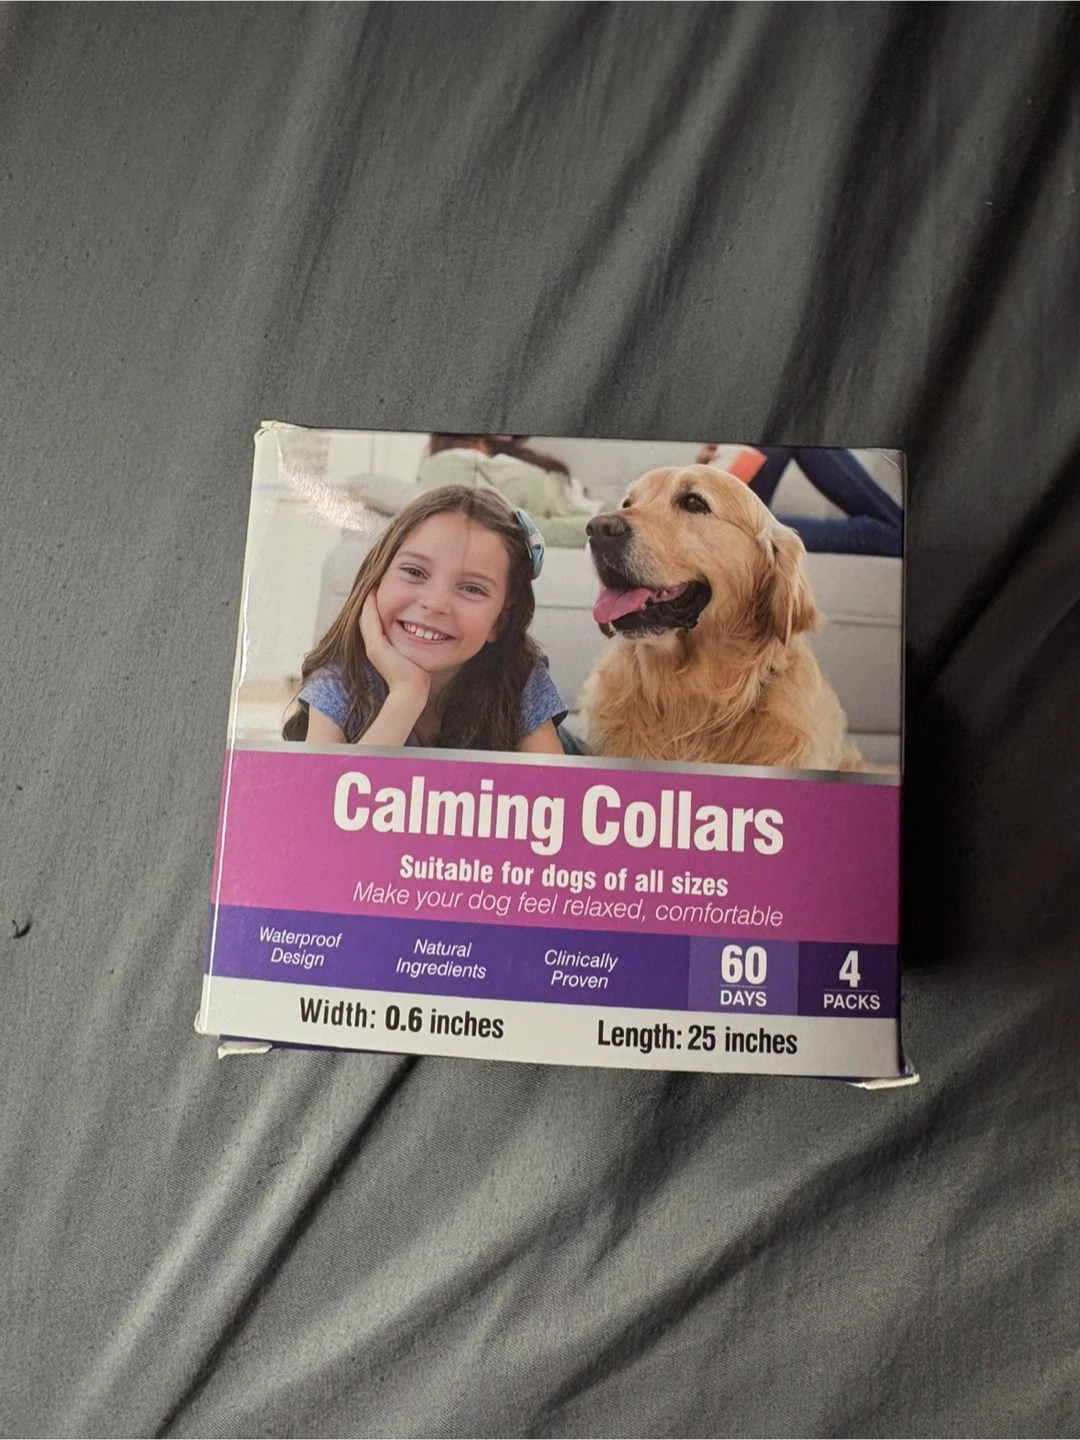 Calming Collars
Suitable for dogs of all sizes
Make your dog feel relaxed, comfortable
Waterproof
Design
Natural
Ingredients
Clinically
Proven
60
DAYS
4
PACKS
Width: 0.6 inches
Length: 25 inches